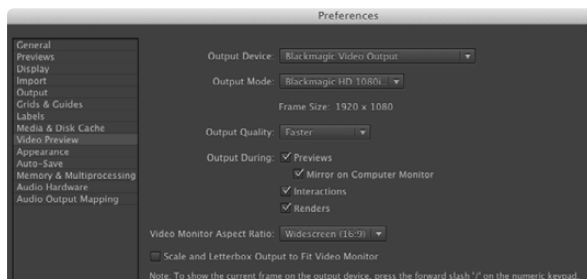 Preferences
General
Previews
Display
Import
Output
Grids & Guides
Labels
Media & Disk Cache
Video Preview
Appearance
Auto-Save
Memory & Multiprocessing
Audio Hardware
Audio Output Mapping
Output Device: Blackmagic Video Output
Output Mode: Blackmagic HD 1080i..
Frame Size: 1920 x 1080
Output Quality: Faster
Output During: Previews
Mirror on Computer Monitor
Interactions
Renders
Video Monitor Aspect Ratio: Widescreen (16:9)
Scale and Letterbox Output to Fit Video Monitor
Note: To show the current frame on the output device, press the forward slash '/' on the numeric keypad.